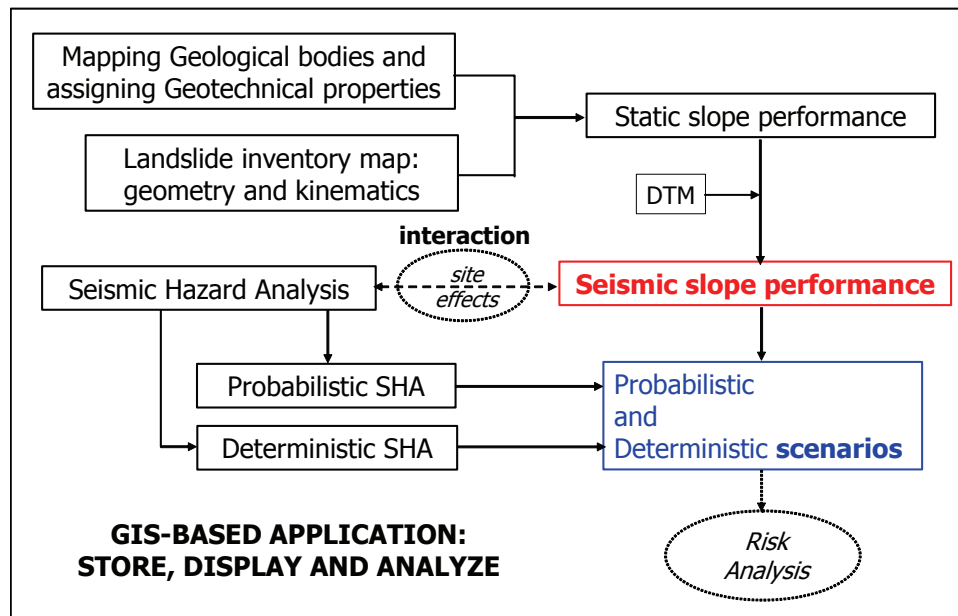 Mapping Geological bodies and
assigning Geotechnical properties
Static slope performance
Landslide inventory map:
geometry and kinematics
DTM
interaction
site
effects
Seismic Hazard Analysis
Seismic slope performance
Probabilistic SHA
Deterministic SHA
Probabilistic
and
Deterministic scenarios
GIS-BASED APPLICATION:
STORE, DISPLAY AND ANALYZE
Risk
Analysis